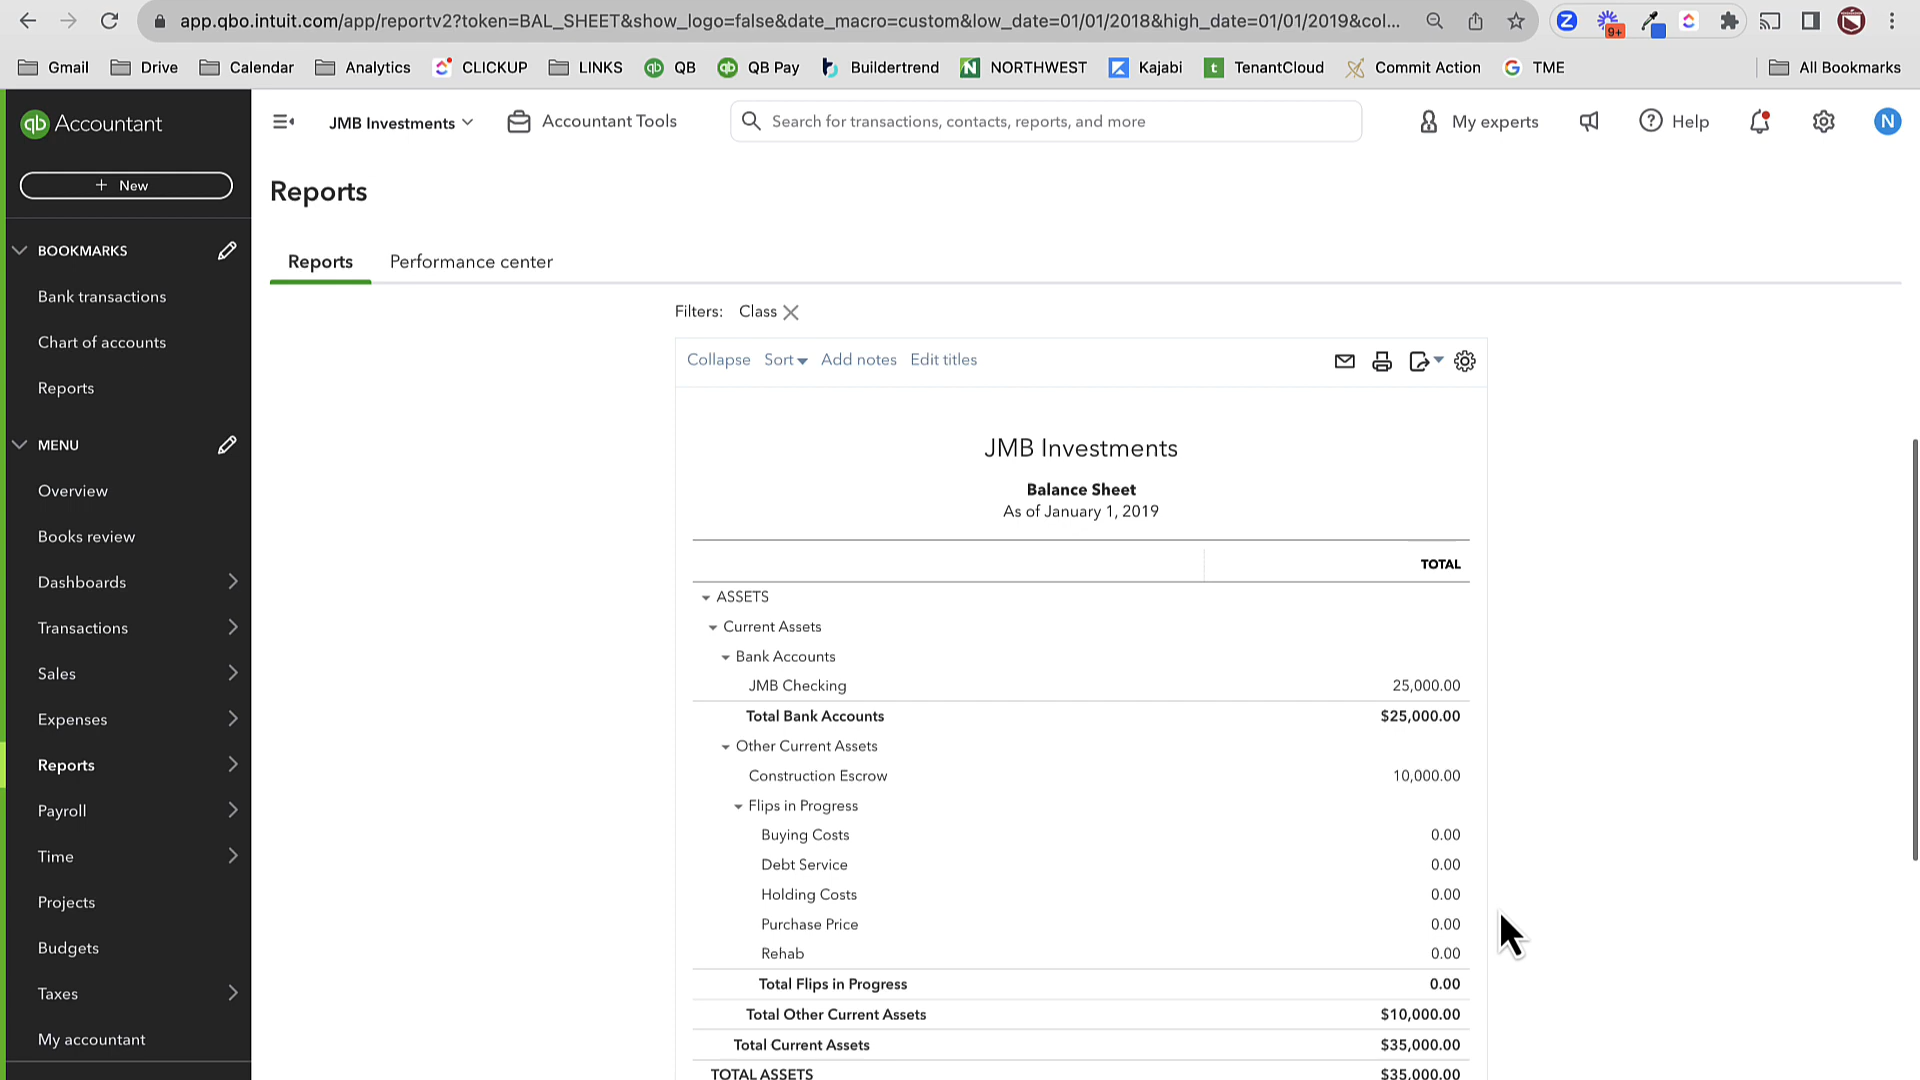 app.qbo.intuit.com/app/reportv2?token=BAL_SHEET&show_logo=false&date_macro=custom&low_date=01/01/2018&high_date=01/01/2019&col...
9+
Gmail Drive Calendar Analytics CLICKUP LINKS QB QB Pay Buildertrend NORTHWEST Kajabi TenantCloud Commit Action TME All Bookmarks
qb Accountant
JMB Investments
Accountant Tools
Search for transactions, contacts, reports, and more
My experts
Help
N
+ New
BOOKMARKS
Bank transactions
Chart of accounts
Reports
MENU
Overview
Books review
Dashboards
Transactions
Sales
Expenses
Reports
Payroll
Time
Projects
Budgets
Taxes
My accountant
Reports
Reports Performance center
Filters: Class
Collapse Sort Add notes Edit titles
JMB Investments
Balance Sheet
As of January 1, 2019
TOTAL
ASSETS
Current Assets
Bank Accounts
JMB Checking 25,000.00
Total Bank Accounts $25,000.00
Other Current Assets
Construction Escrow 10,000.00
Flips in Progress
Buying Costs 0.00
Debt Service 0.00
Holding Costs 0.00
Purchase Price 0.00
Rehab 0.00
Total Flips in Progress 0.00
Total Other Current Assets $10,000.00
Total Current Assets $35,000.00
TOTAL ASSETS $35,000.00